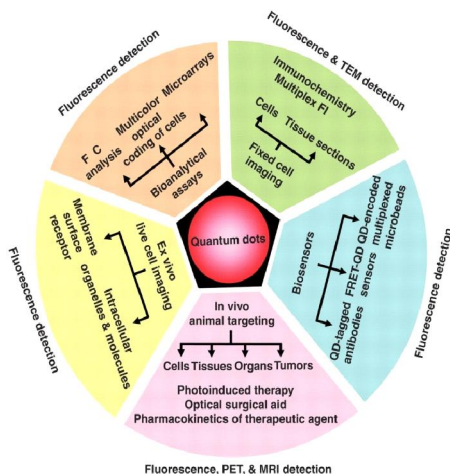 Fluorescence detection
Fluorescence & TEM detection
F C
analysis
Multicolor
optical
coding of cells
Microarrays
Bioanalytical
assays
Immunochemistry
Multiplex FI
Cells
Tissue sections
Fixed cell
imaging
Quantum dots
Membrane
surface
receptor
Ex vivo
live cell imaging
Intracellular
organelles & molecules
Fluorescence detection
Biosensors
QD-encoded
multiplexed
microbeads
FRET-QD
sensors
QD-tagged
antibodies
Fluorescence detection
In vivo
animal targeting
Cells Tissues Organs Tumors
Photoinduced therapy
Optical surgical aid
Pharmacokinetics of therapeutic agent
Fluorescence, PET, & MRI detection